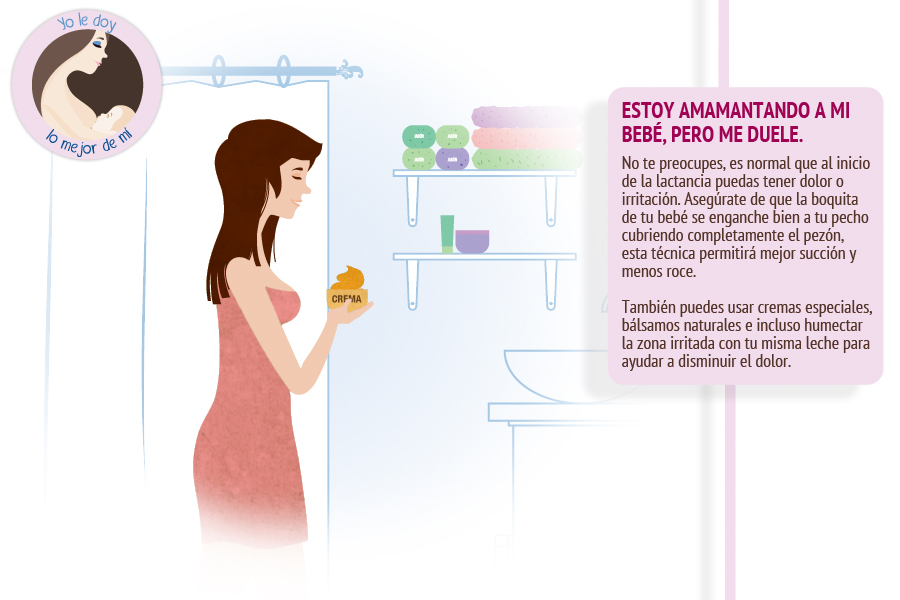 Yo le doy
lo mejor de mí
CREMA
ESTOY AMAMANTANDO A MI
BEBÉ, PERO ME DUELE.
No te preocupes, es normal que al inicio
de la lactancia puedas tener dolor o
irritación. Asegúrate de que la boquita
de tu bebé se enganche bien a tu pecho
cubriendo completamente el pezón,
esta técnica permitirá mejor succión y
menos roce.
También puedes usar cremas especiales,
bálsamos naturales e incluso humectar
la zona irritada con tu misma leche para
ayudar a disminuir el dolor.